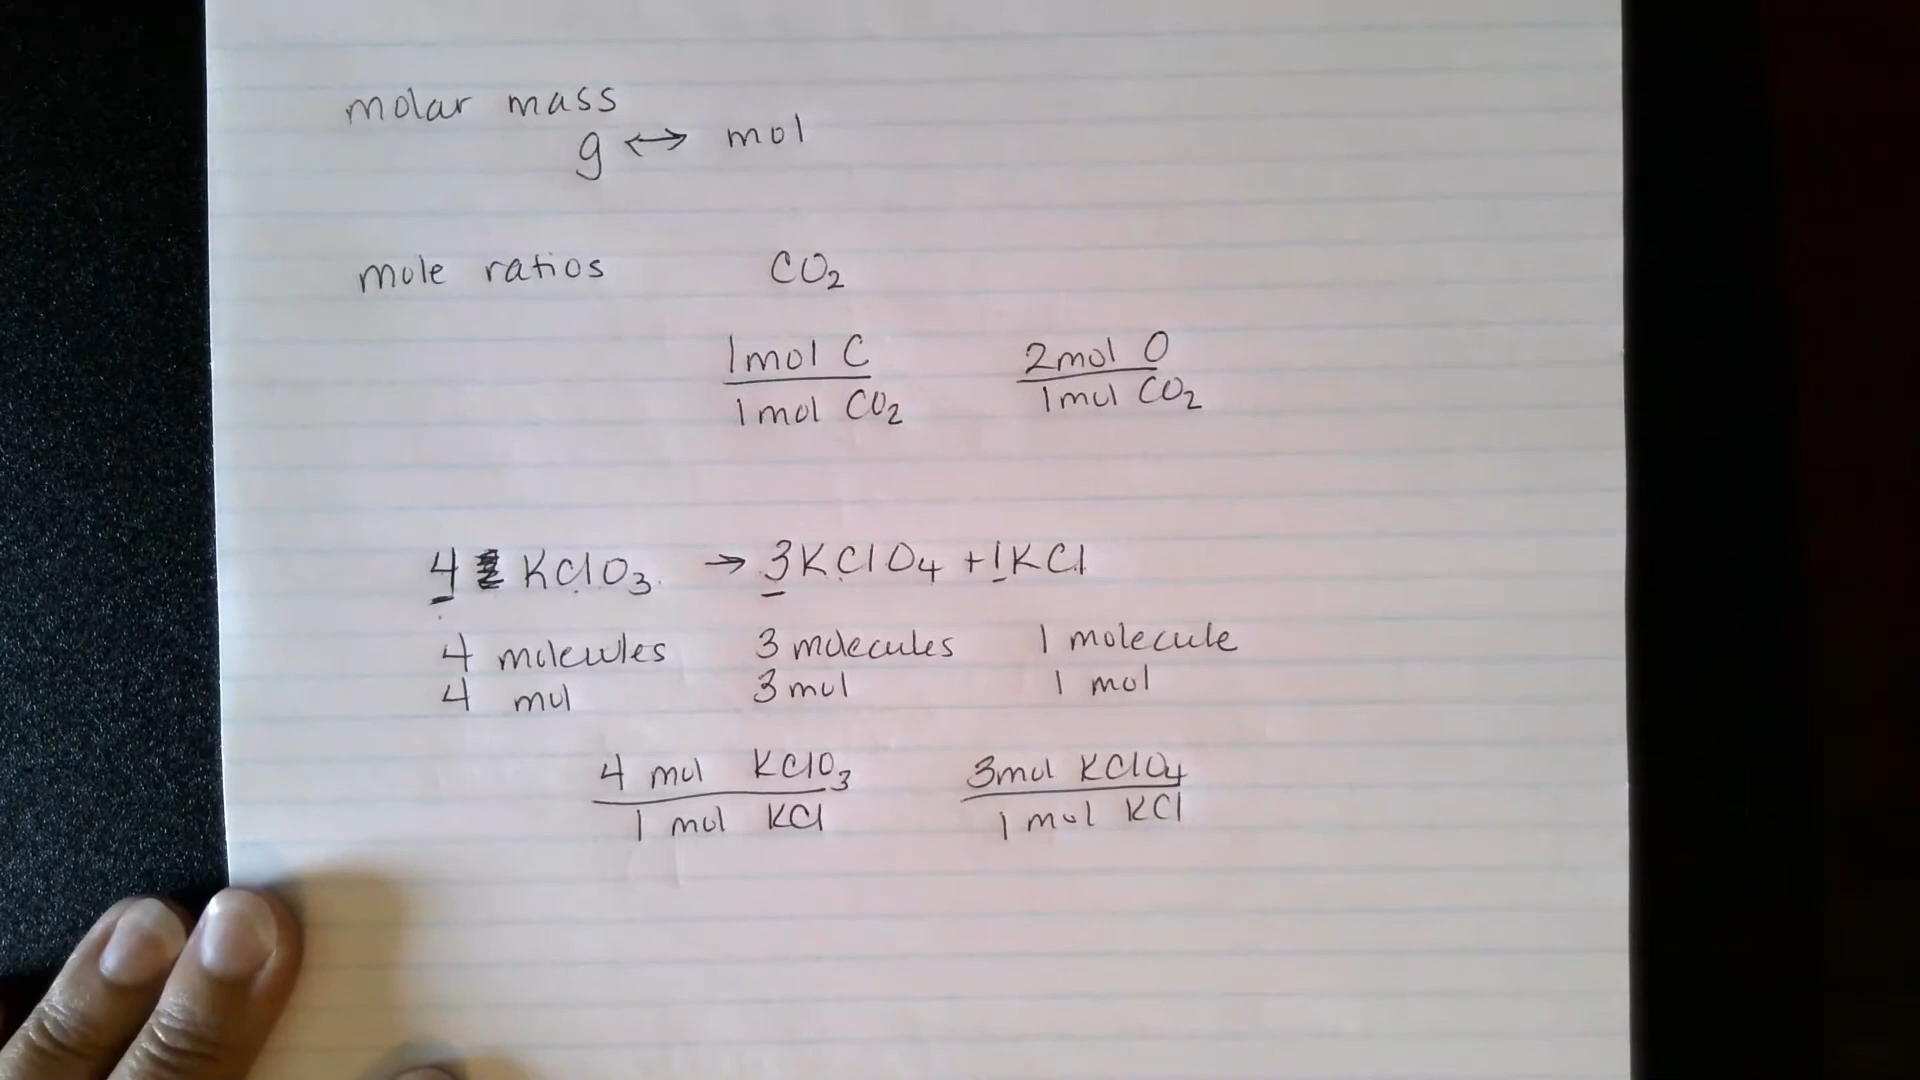 molar mass
g ↔ mol
mole ratios CO₂
1mol C 2mol O
1mol CO₂ 1mol CO₂
4 KClO₃ → 3KClO₄ + 1KCl
4 molecules 3 molecules 1 molecule
4 mol 3 mol 1 mol
4 mol KClO₃ 3mol KClO₄
1 mol KCl 1 mol KCl